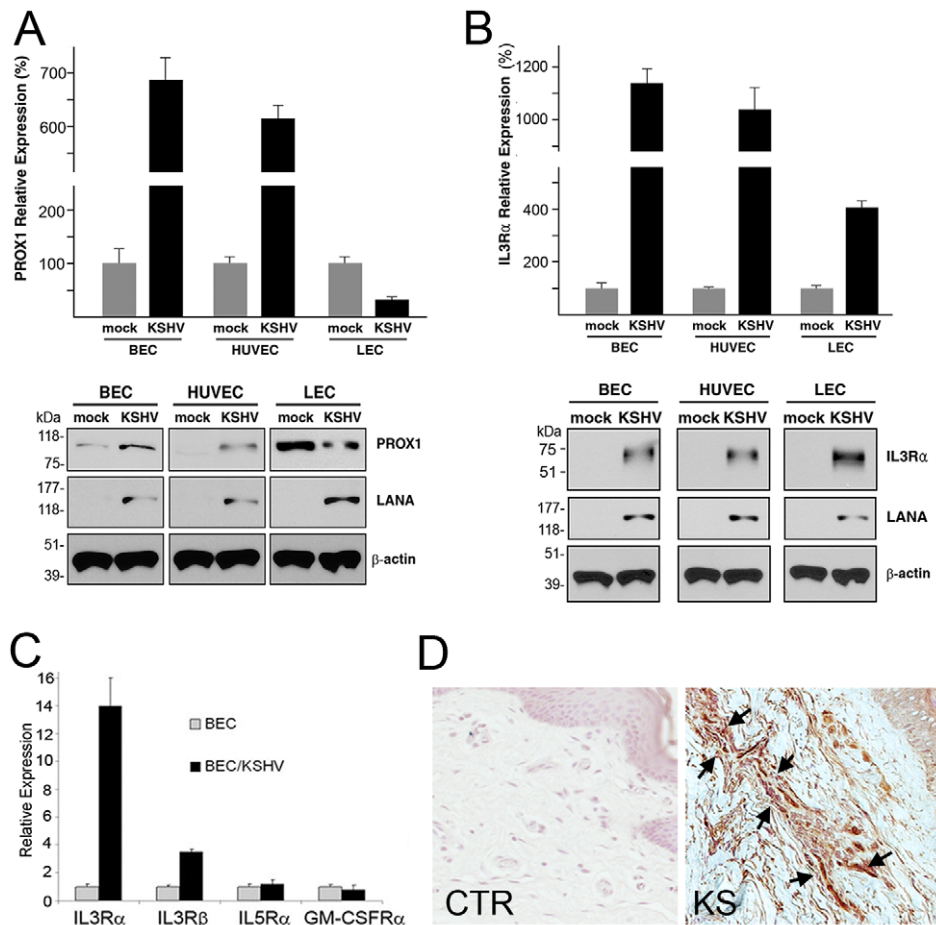 A
PROX1 Relative Expression (%)
700
600
200
100
mock KSHV mock KSHV mock KSHV
BEC HUVEC LEC
BEC HUVEC LEC
kDa mock KSHV mock KSHV mock KSHV
118-
75-
PROX1
177-
118-
LANA
51-
39-
β-actin
B
IL3Rα Relative Expression (%)
1200
1000
400
200
mock KSHV mock KSHV mock KSHV
BEC HUVEC LEC
BEC HUVEC LEC
mock KSHV mock KSHV mock KSHV
kDa
75-
51-
IL3Rα
177-
118-
LANA
51-
39-
β-actin
C
Relative Expression
16
14
12
10
8
6
4
2
0
BEC
BEC/KSHV
IL3Rα IL3Rβ IL5Rα GM-CSFRα
D
CTR
KS